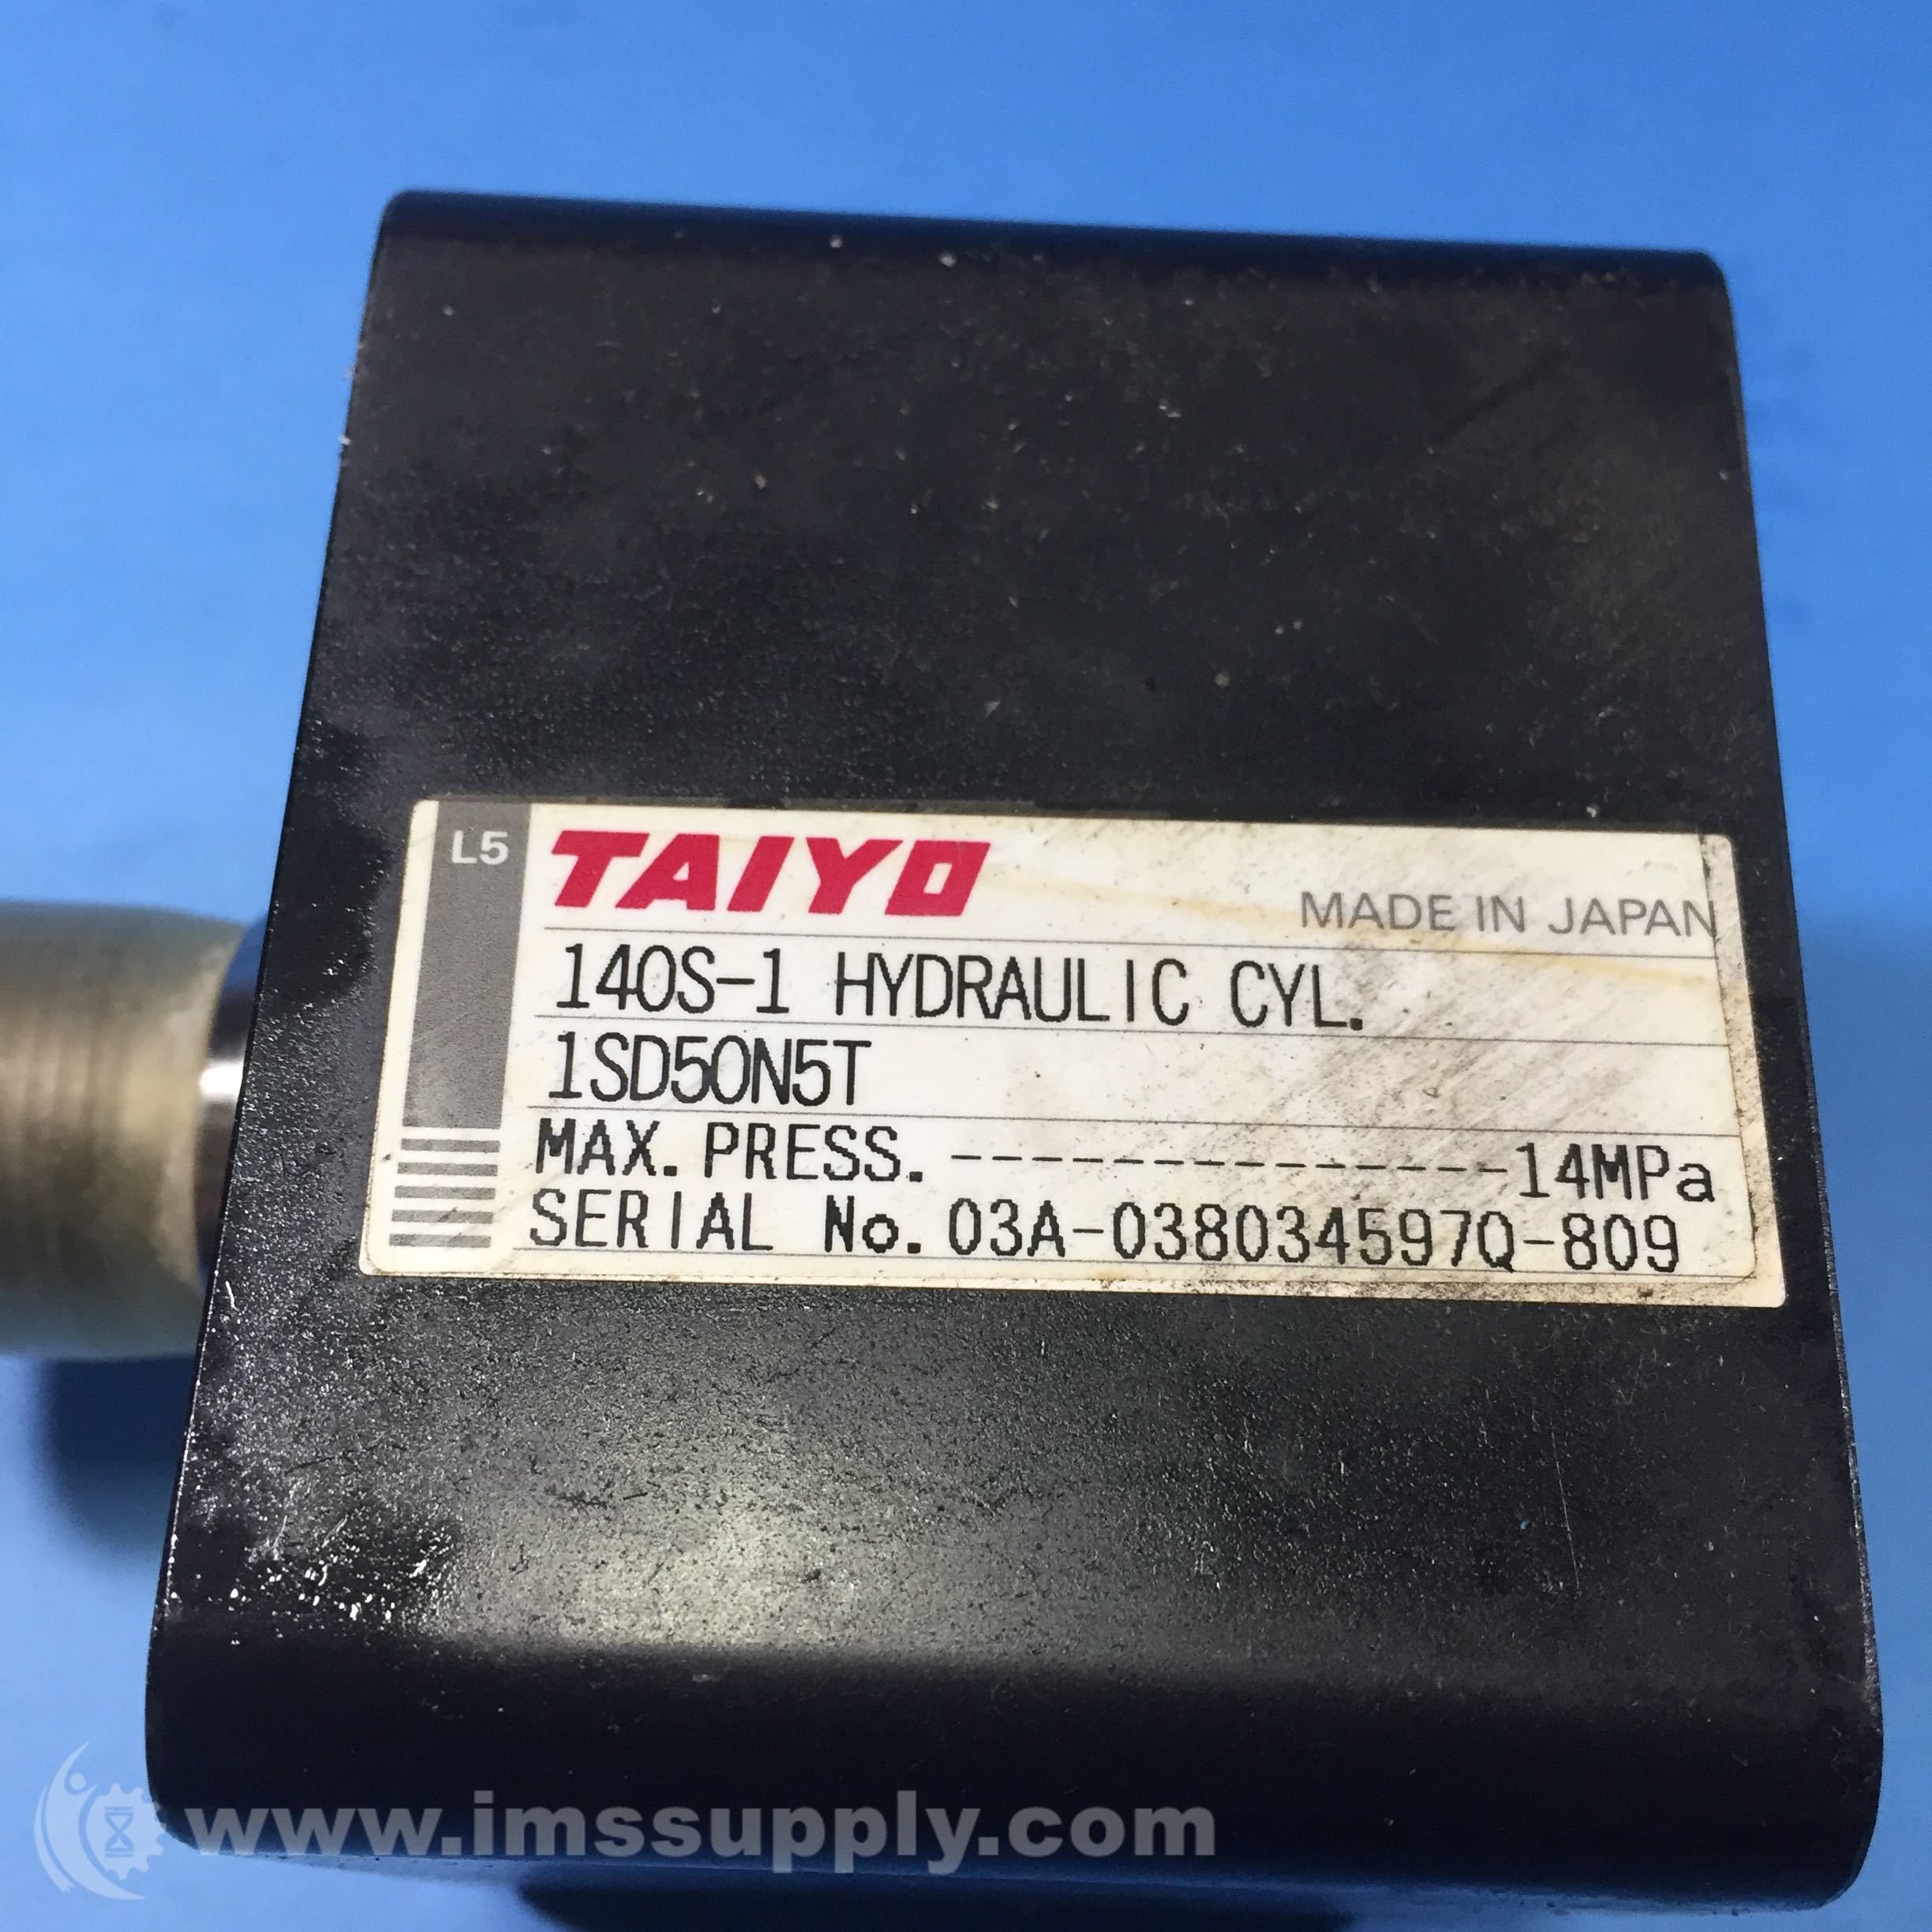 L5 TAIYO MADE IN JAPAN
140S-1 HYDRAULIC CYL.
1SD50N5T
MAX. PRESS. --------------14MPa
SERIAL No. 03A-038034597Q-809
www.imssupply.com